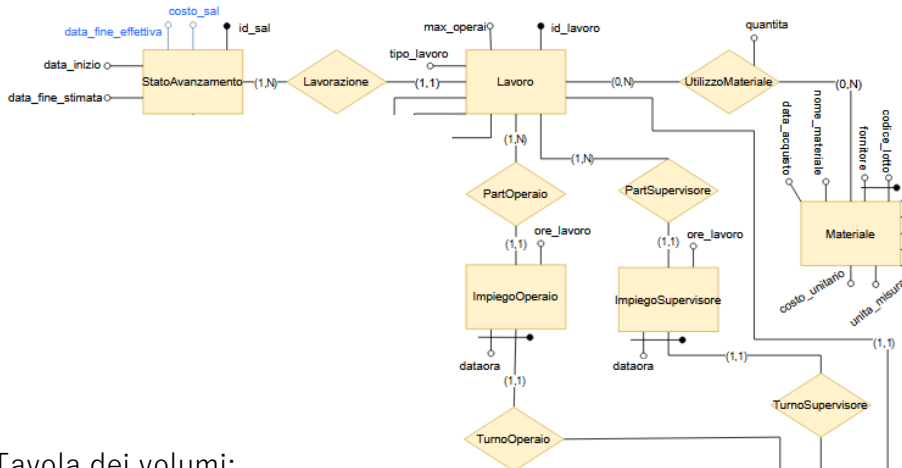 costo_sal
data_fine_effettiva
id_sal
max_operai
id_lavoro
quantita
tipo_lavoro
data_inizio
StatoAvanzamento
(1,N)
Lavorazione
(1,1)
Lavoro
(0,N)
UtilizzoMateriale
(0,N)
data_fine_stimata
data_acquisto
nome_materiale
fornitore
codice_lotto
(1,N)
(1,N)
PartOperaio
PartSupervisore
Materiale
(1,1)
ore_lavoro
(1,1)
ore_lavoro
costo_unitario
unita_misura
ImpiegoOperaio
ImpiegoSupervisore
(1,1)
dataora
dataora
(1,1)
(1,1)
TurnoSupervisore
TurnoOperaio
Tavola dei volumi: